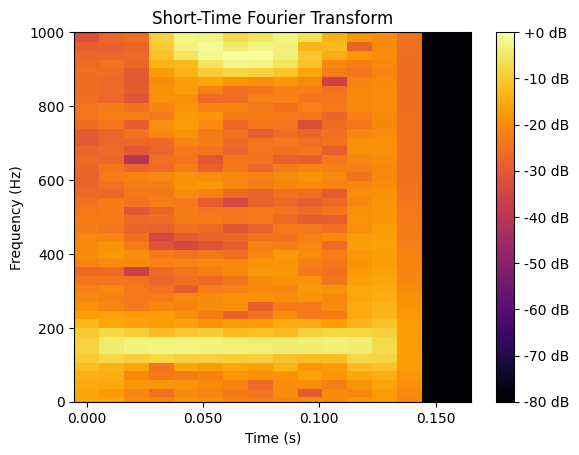 Short-Time Fourier Transform
1000
800
600
400
200
0
Frequency (Hz)
0.000
0.050
0.100
0.150
Time (s)
+0 dB
-10 dB
-20 dB
-30 dB
-40 dB
-50 dB
-60 dB
-70 dB
-80 dB